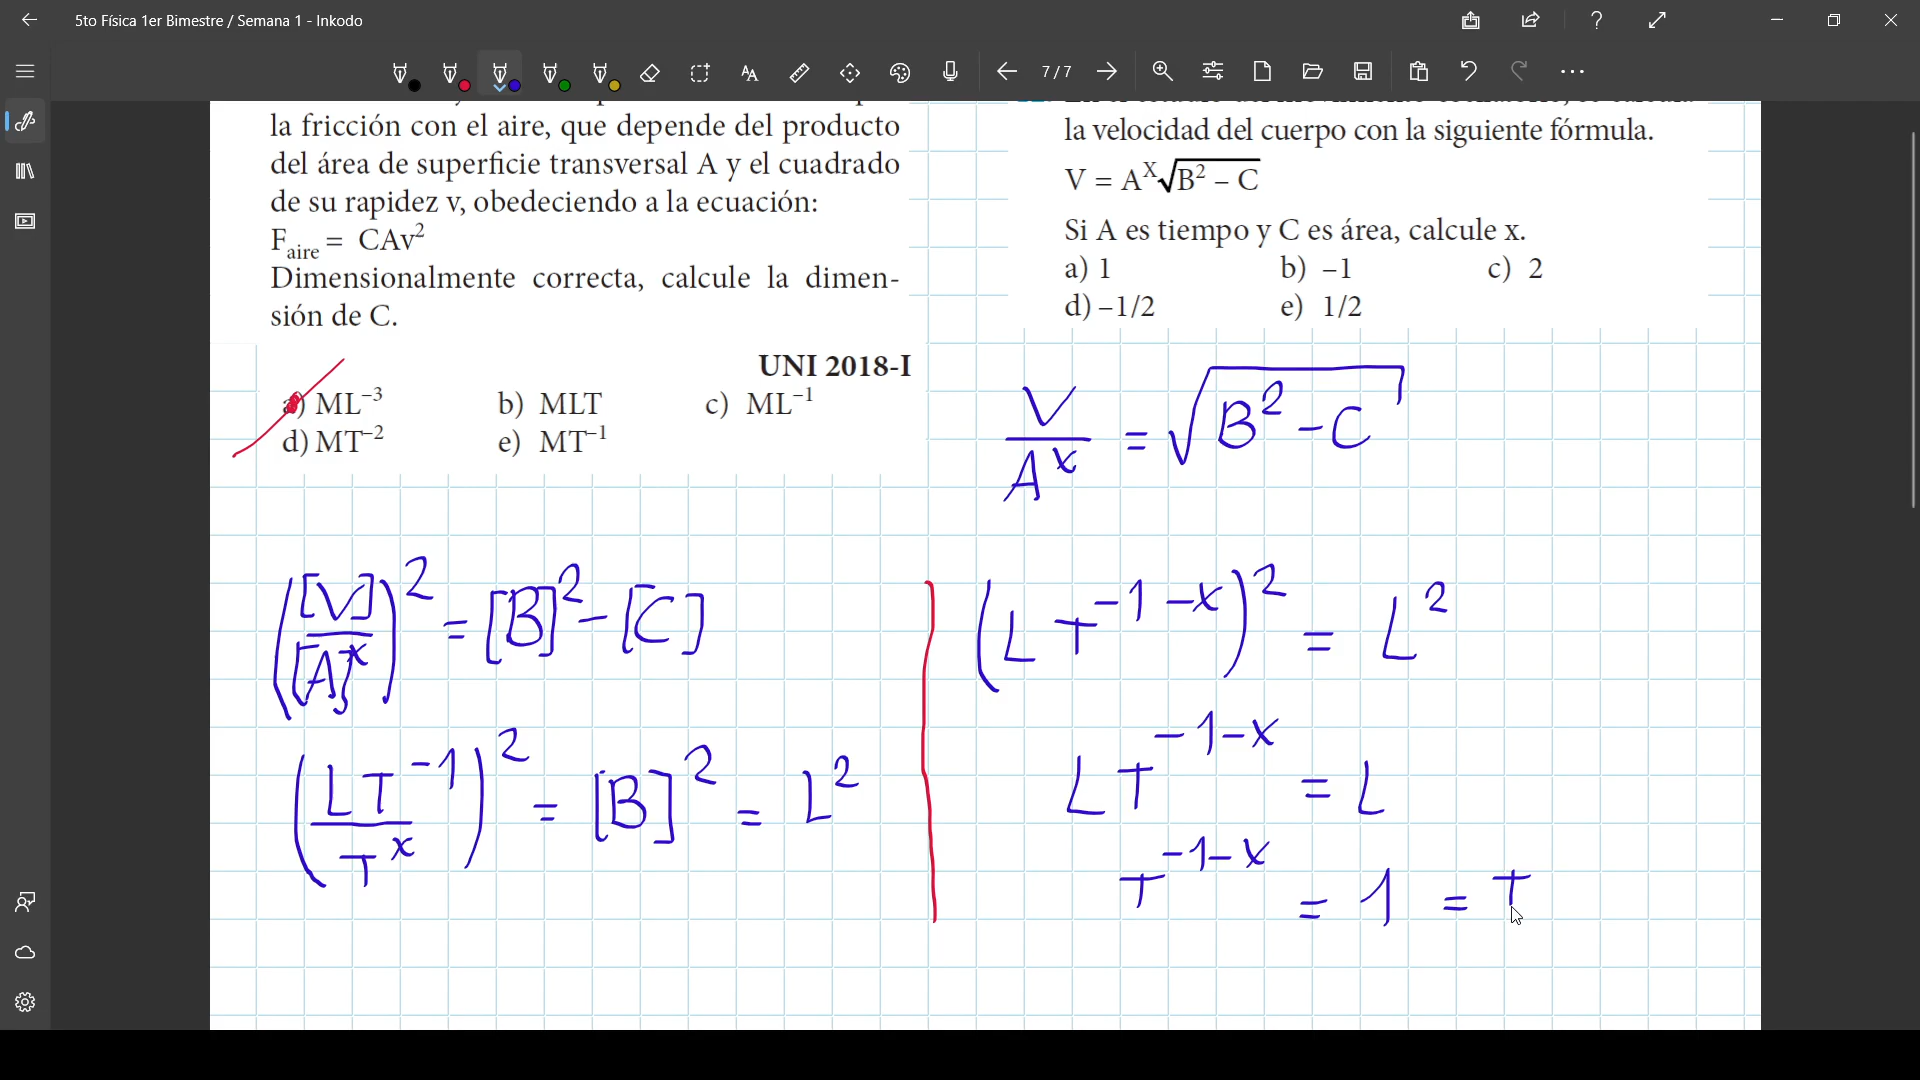 5to Física 1er Bimestre / Semana 1 - Inkodo
7 / 7
la fricción con el aire, que depende del producto
del área de superficie transversal A y el cuadrado
de su rapidez v, obedeciendo a la ecuación:
F_aire = CAv²
Dimensionalmente correcta, calcule la dimen-
sión de C.
UNI 2018-I
a) ML⁻³ b) MLT c) ML⁻¹
d) MT⁻² e) MT⁻¹
([V]/[A]ˣ)² = [B]² - [C]
(LT⁻¹/Tˣ)² = [B]² = L²
la velocidad del cuerpo con la siguiente fórmula.
V = Aˣ√(B² – C)
Si A es tiempo y C es área, calcule x.
a) 1 b) –1 c) 2
d) –1/2 e) 1/2
V/Aˣ = √(B² - C)
(LT⁻¹⁻ˣ)² = L²
LT⁻¹⁻ˣ = L
T⁻¹⁻ˣ = 1 = T